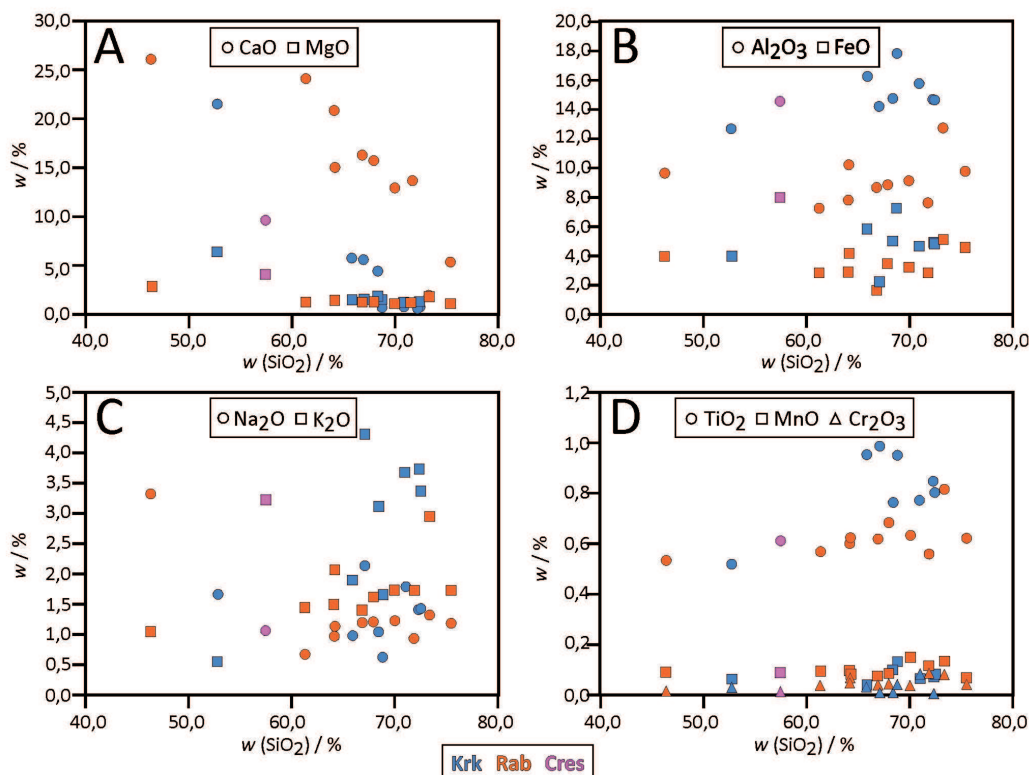 A
CaO MgO
30,0
25,0
20,0
15,0
10,0
5,0
0,0
w / %
40,0 50,0 60,0 70,0 80,0
w (SiO₂) / %
B
Al₂O₃ FeO
20,0
18,0
16,0
14,0
12,0
10,0
8,0
6,0
4,0
2,0
0,0
w / %
40,0 50,0 60,0 70,0 80,0
w (SiO₂) / %
C
Na₂O K₂O
5,0
4,5
4,0
3,5
3,0
2,5
2,0
1,5
1,0
0,5
0,0
w / %
40,0 50,0 60,0 70,0 80,0
w (SiO₂) / %
D
TiO₂ MnO Cr₂O₃
1,2
1,0
0,8
0,6
0,4
0,2
0,0
w / %
40,0 50,0 60,0 70,0 80,0
w (SiO₂) / %
Krk Rab Cres